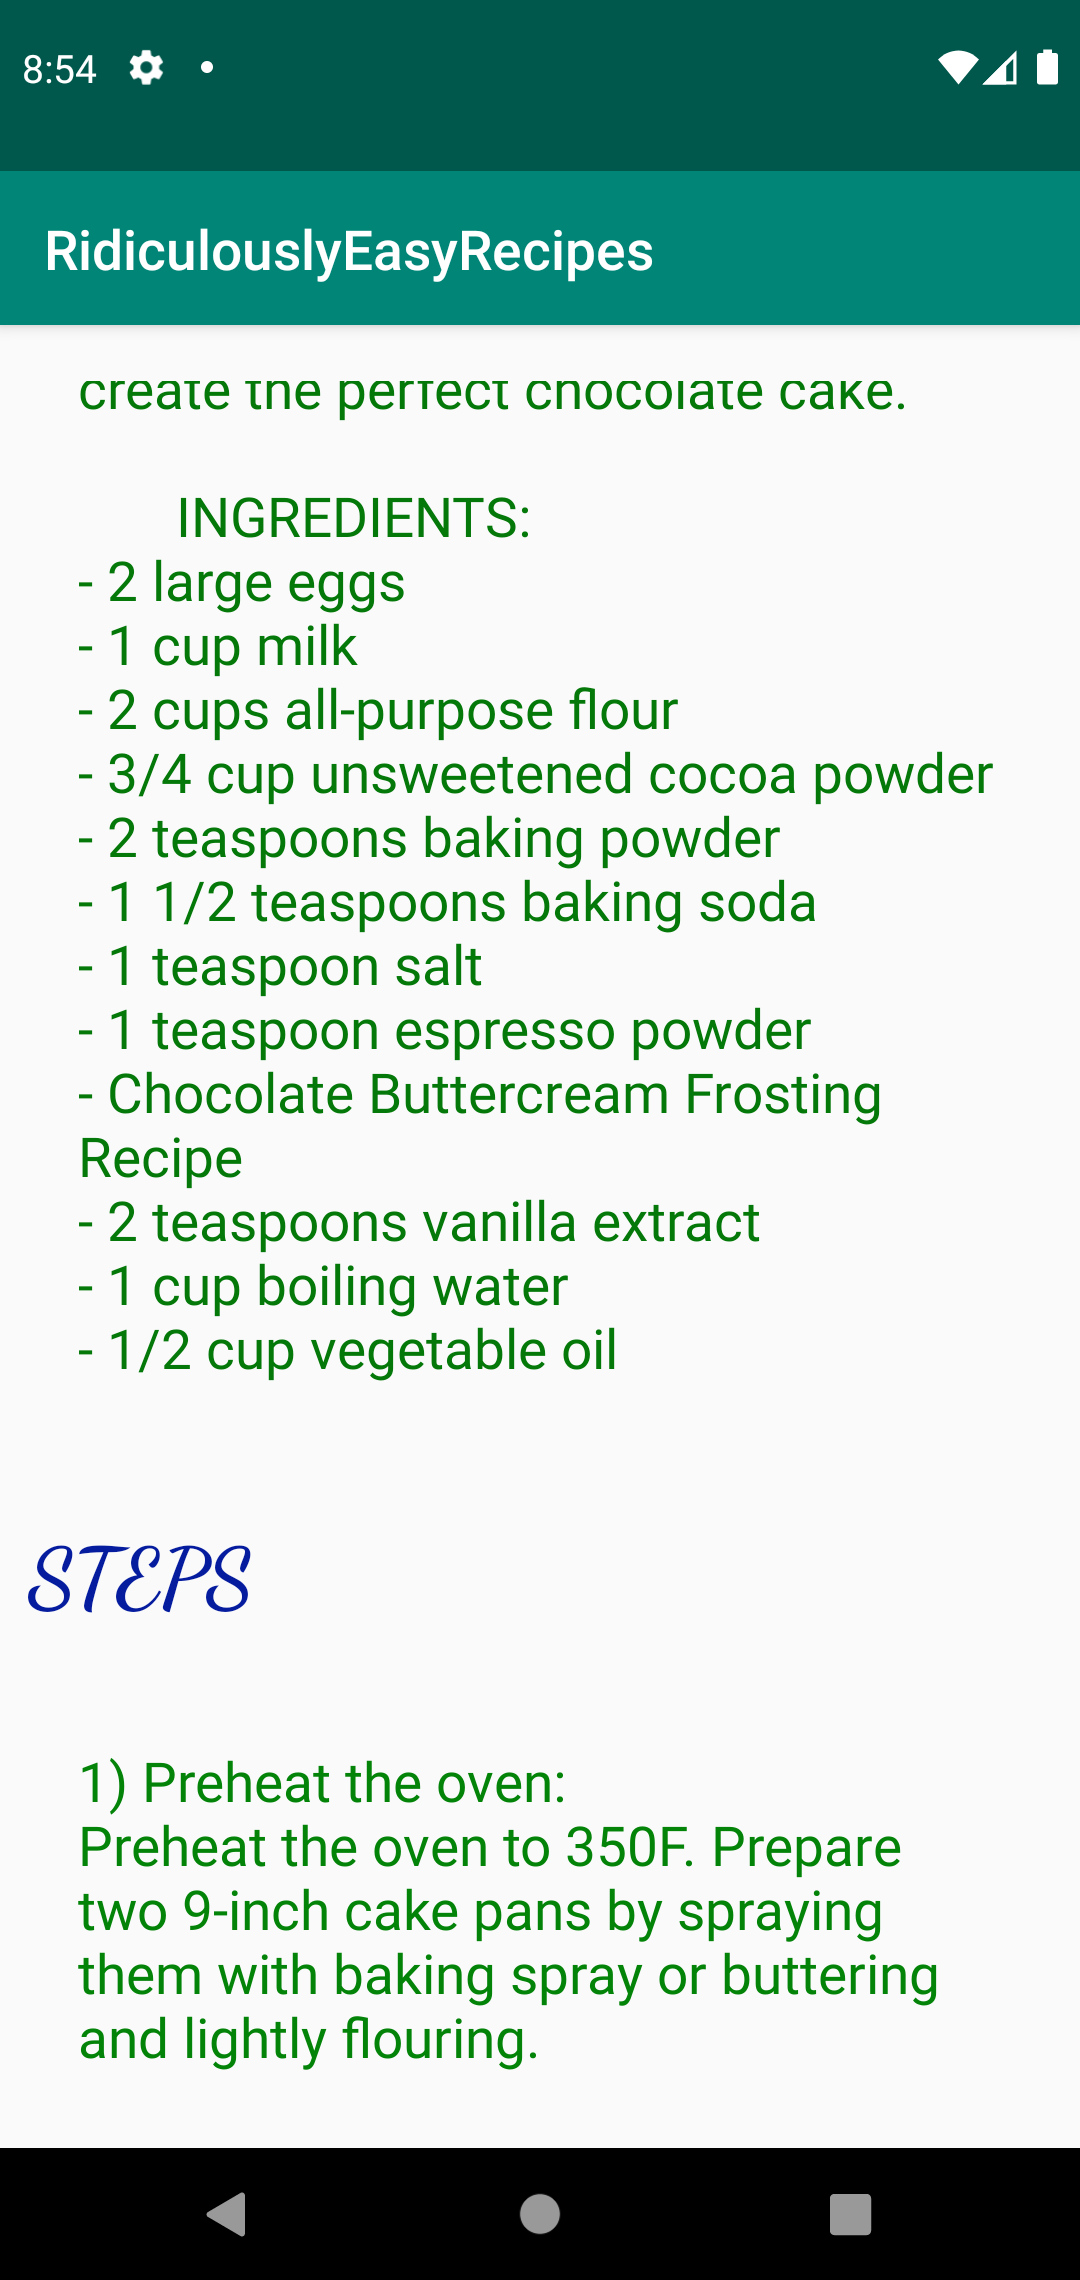 8:54
RidiculouslyEasyRecipes
create the perfect chocolate cake.
INGREDIENTS:
- 2 large eggs
- 1 cup milk
- 2 cups all-purpose flour
- 3/4 cup unsweetened cocoa powder
- 2 teaspoons baking powder
- 1 1/2 teaspoons baking soda
- 1 teaspoon salt
- 1 teaspoon espresso powder
- Chocolate Buttercream Frosting
Recipe
- 2 teaspoons vanilla extract
- 1 cup boiling water
- 1/2 cup vegetable oil
STEPS
1) Preheat the oven:
Preheat the oven to 350F. Prepare
two 9-inch cake pans by spraying
them with baking spray or buttering
and lightly flouring.